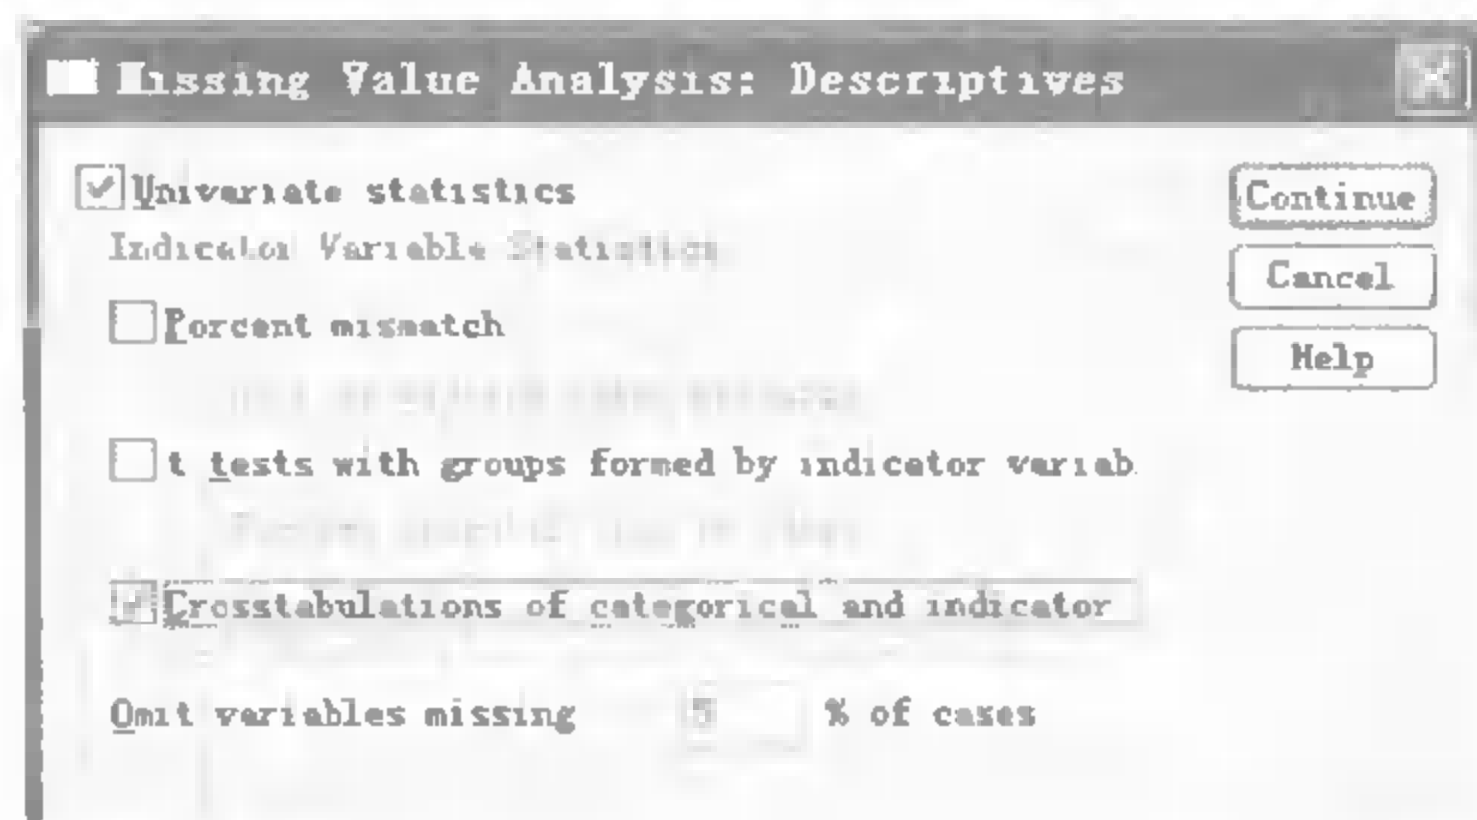 Missing Value Analysis: Descriptives
Univariate statistics
Continue
Indicator Variable Statistics
Cancel
Percent mismatch
Help
t tests with groups formed by indicator variab
Crosstabulations of categorical and indicator
Omit variables missing 5 % of cases